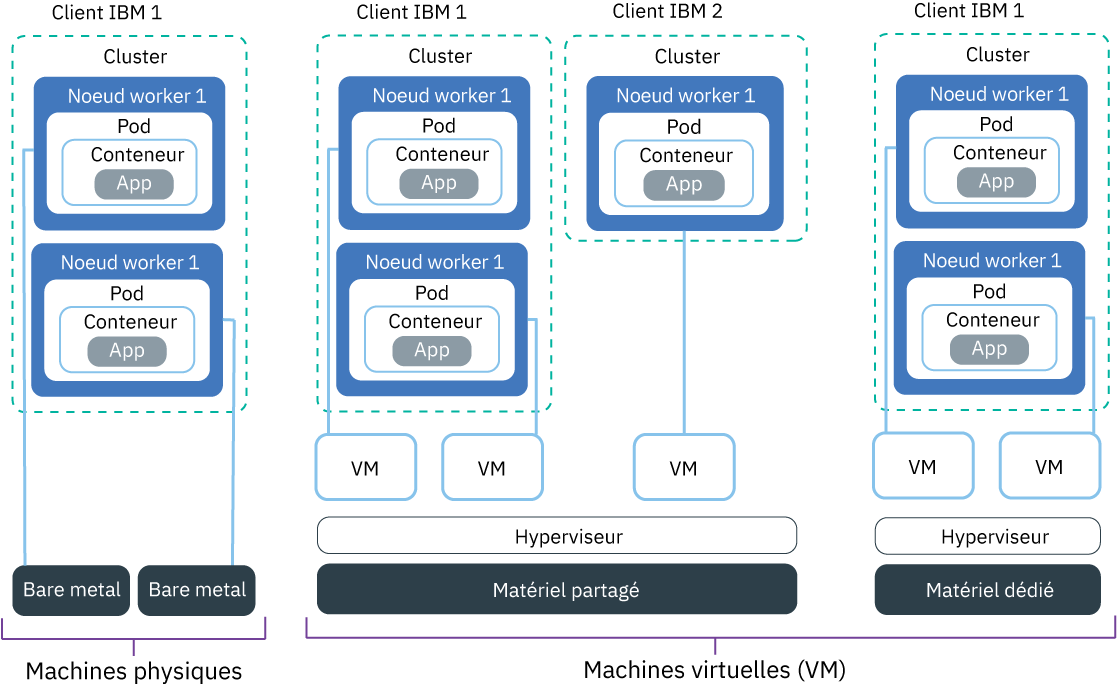 Client IBM 1
Cluster
Noeud worker 1
Pod
Conteneur
App
Noeud worker 1
Pod
Conteneur
App
Bare metal
Bare metal
Machines physiques
Client IBM 1
Cluster
Noeud worker 1
Pod
Conteneur
App
Noeud worker 1
Pod
Conteneur
App
VM
VM
Client IBM 2
Cluster
Noeud worker 1
Pod
Conteneur
App
VM
Hyperviseur
Matériel partagé
Client IBM 1
Cluster
Noeud worker 1
Pod
Conteneur
App
Noeud worker 1
Pod
Conteneur
App
VM
VM
Hyperviseur
Matériel dédié
Machines virtuelles (VM)